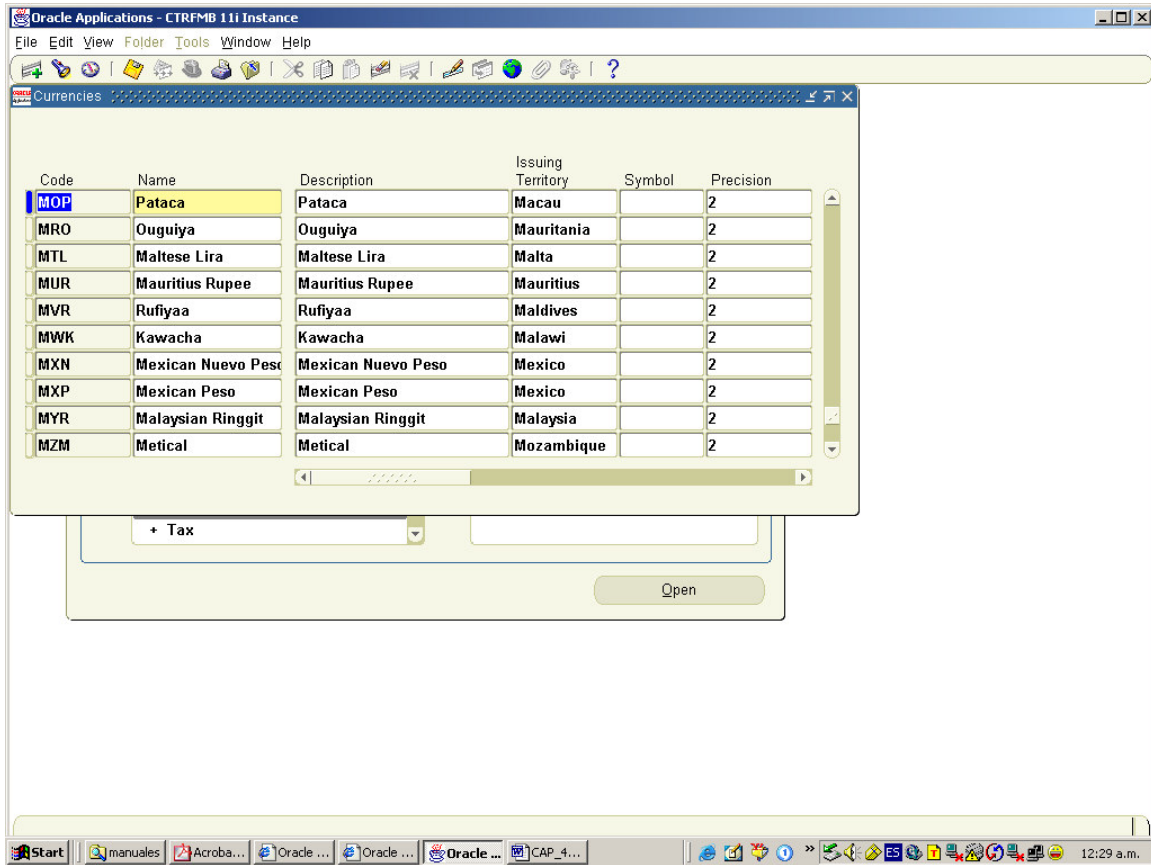 Oracle Applications - CTRFMB 11i Instance
File Edit View Folder Tools Window Help
Currencies
Code Name Description Issuing Territory Symbol Precision
MOP Pataca Pataca Macau 2
MRO Ouguiya Ouguiya Mauritania 2
MTL Maltese Lira Maltese Lira Malta 2
MUR Mauritius Rupee Mauritius Rupee Mauritius 2
MVR Rufiyaa Rufiyaa Maldives 2
MWK Kawacha Kawacha Malawi 2
MXN Mexican Nuevo Peso Mexican Nuevo Peso Mexico 2
MXP Mexican Peso Mexican Peso Mexico 2
MYR Malaysian Ringgit Malaysian Ringgit Malaysia 2
MZM Metical Metical Mozambique 2
+ Tax
Open
Start manuales Acroba... Oracle ... Oracle ... Oracle ... CAP_4... ES 12:29 a.m.